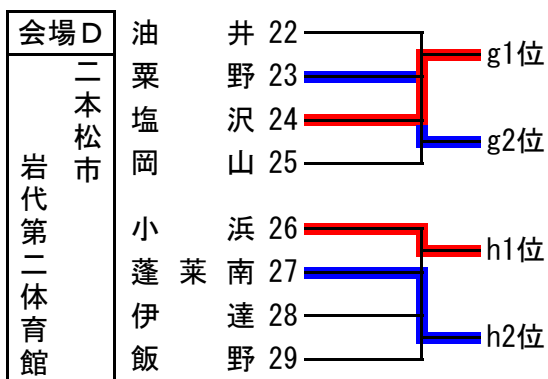 会場D
二本松市
岩代第二体育館
油井 22
粟野 23
塩沢 24
岡山 25
小浜 26
蓬莱南 27
伊達 28
飯野 29
g1位
g2位
h1位
h2位